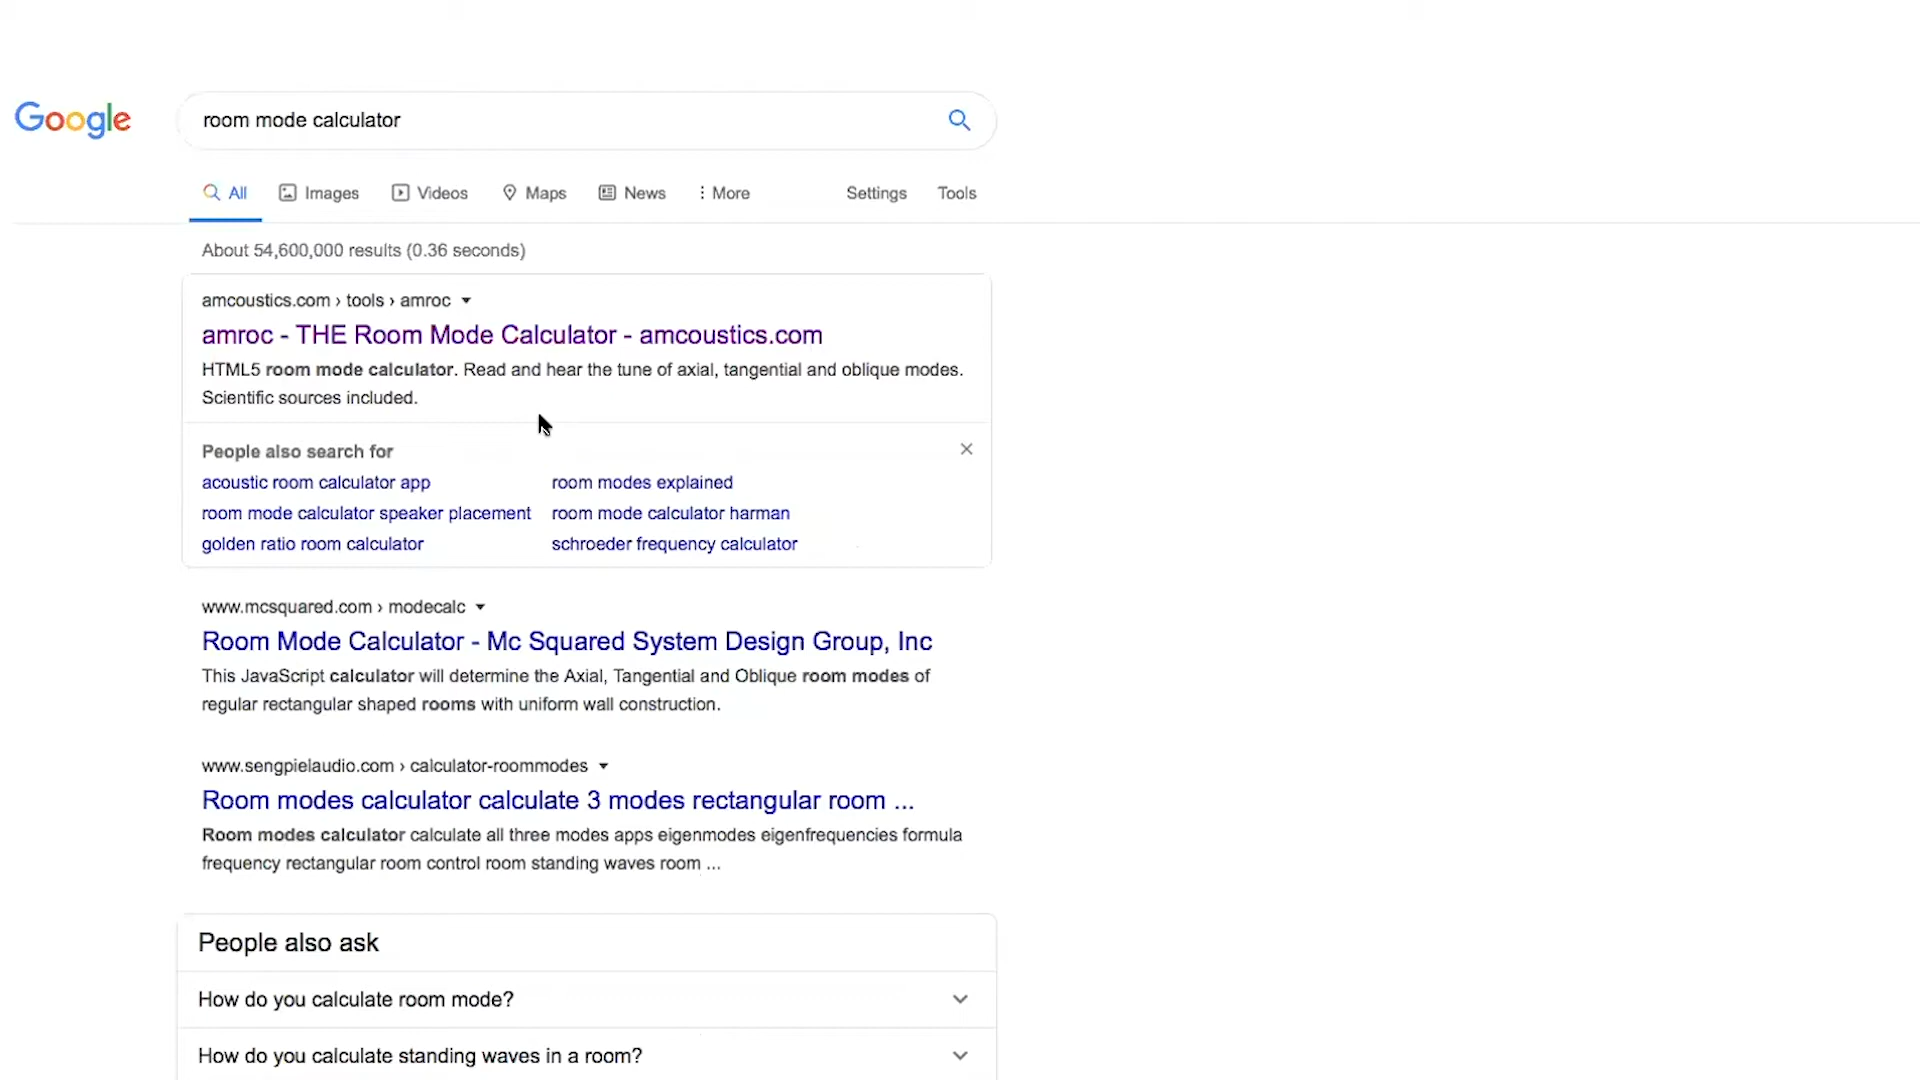 Google
room mode calculator
All Images Videos Maps News More Settings Tools
About 54,600,000 results (0.36 seconds)
amcoustics.com › tools › amroc
amroc - THE Room Mode Calculator - amcoustics.com
HTML5 room mode calculator. Read and hear the tune of axial, tangential and oblique modes.
Scientific sources included.
People also search for
acoustic room calculator app room modes explained
room mode calculator speaker placement room mode calculator harman
golden ratio room calculator schroeder frequency calculator
www.mcsquared.com › modecalc
Room Mode Calculator - Mc Squared System Design Group, Inc
This JavaScript calculator will determine the Axial, Tangential and Oblique room modes of
regular rectangular shaped rooms with uniform wall construction.
www.sengpielaudio.com › calculator-roommodes
Room modes calculator calculate 3 modes rectangular room ...
Room modes calculator calculate all three modes apps eigenmodes eigenfrequencies formula
frequency rectangular room control room standing waves room ...
People also ask
How do you calculate room mode?
How do you calculate standing waves in a room?